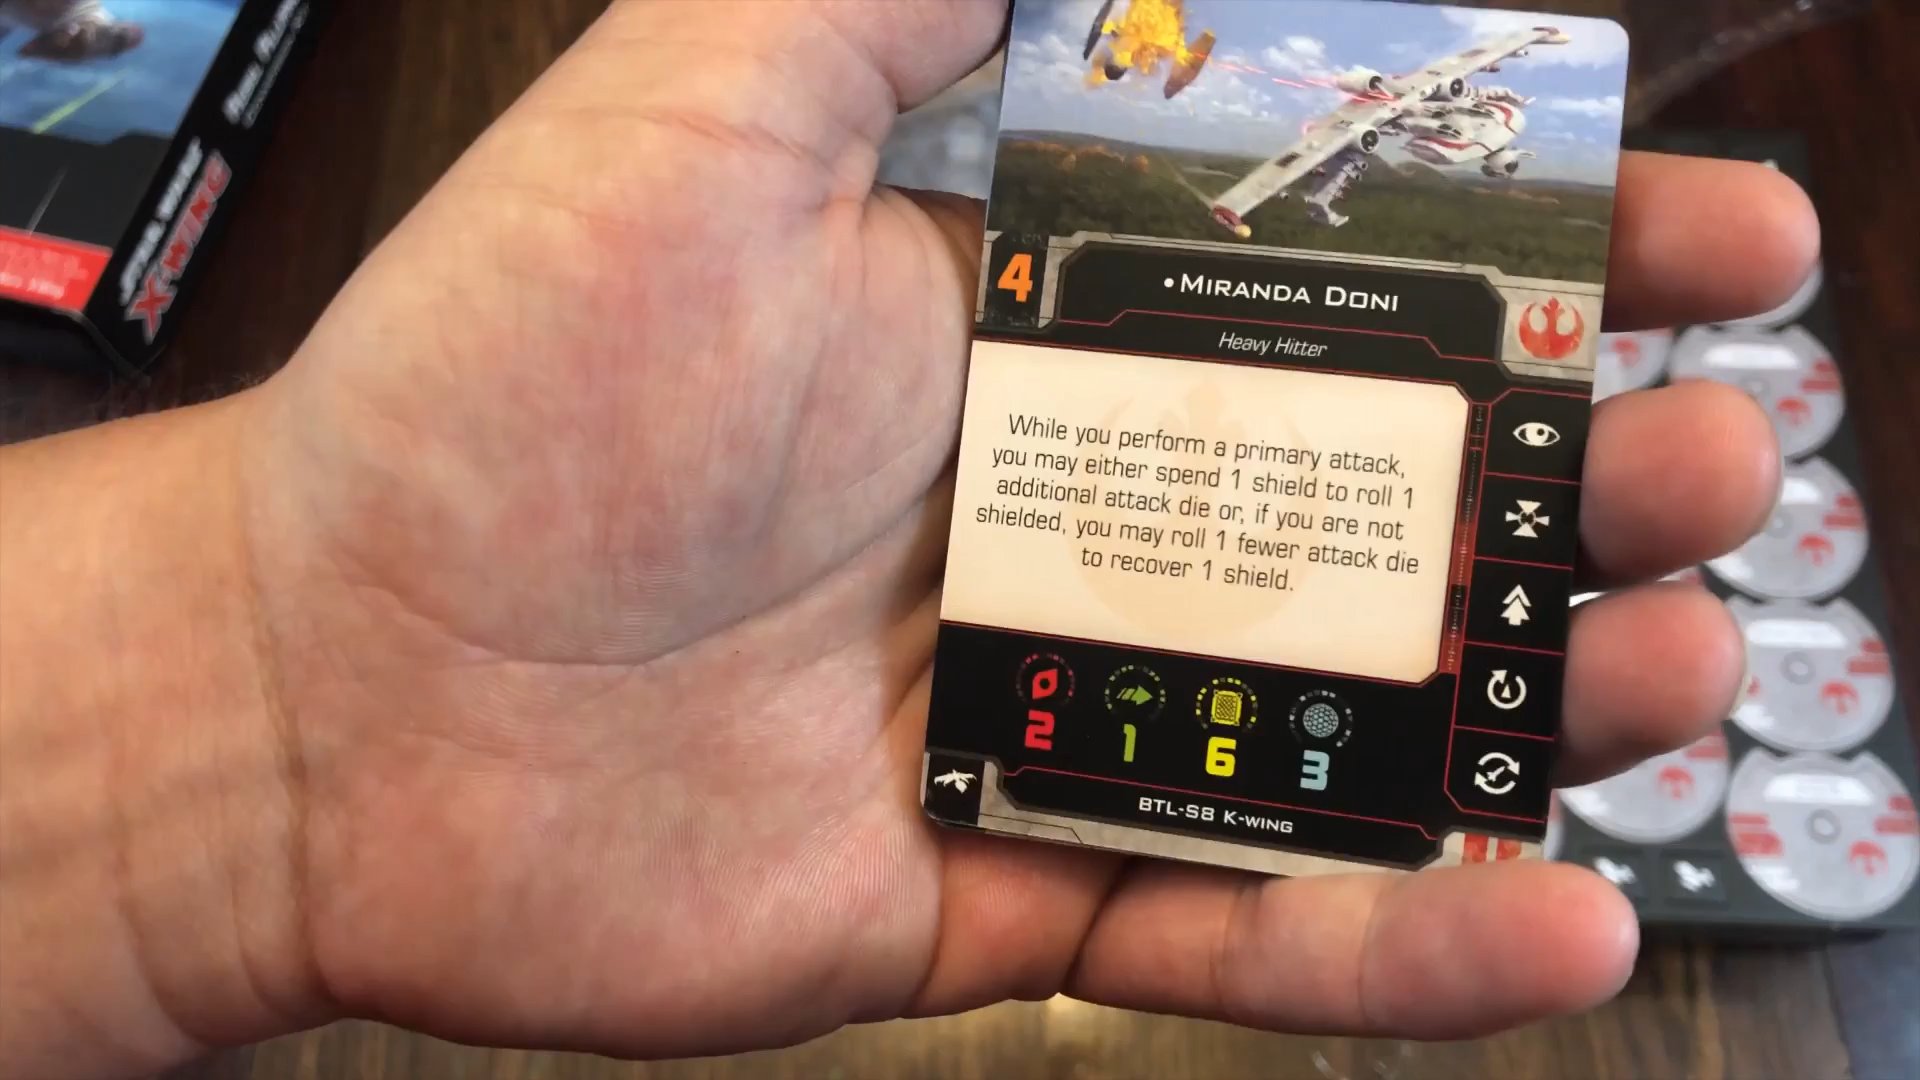 STAR WARS
X-WING
4
•MIRANDA DONI
Heavy Hitter
While you perform a primary attack,
you may either spend 1 shield to roll 1
additional attack die or, if you are not
shielded, you may roll 1 fewer attack die
to recover 1 shield.
2 1 6 3
BTL-S8 K-WING